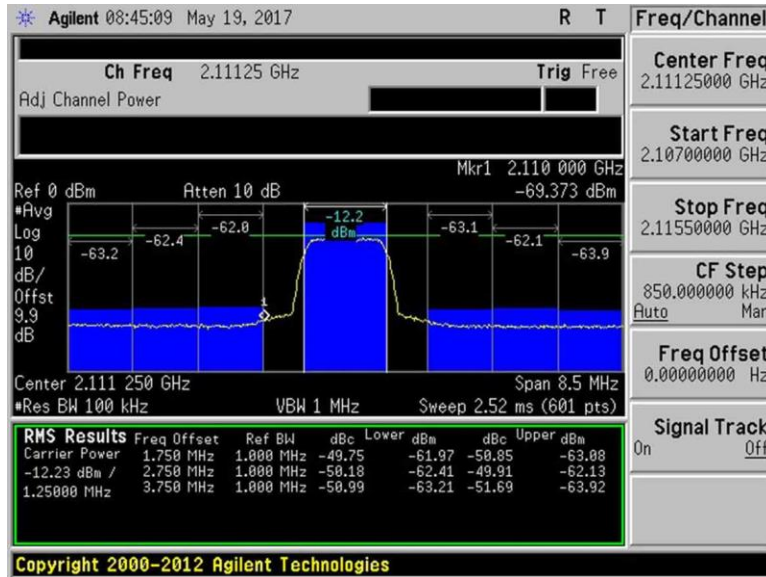 Agilent 08:45:09 May 19, 2017 R T
Freq/Channel
Ch Freq 2.11125 GHz Trig Free
Adj Channel Power
Center Freq
2.11125000 GHz
Start Freq
2.10700000 GHz
Stop Freq
2.11550000 GHz
CF Step
850.000000 kHz
Auto Man
Freq Offset
0.00000000 Hz
Signal Track
On Off
Mkr1 2.110 000 GHz
Ref 0 dBm Atten 10 dB -69.373 dBm
#Avg
Log
10
dB/
Offst
9.9
dB
-63.2
-62.4
-62.0
-12.2
dBm
-63.1
-62.1
-63.9
1
Center 2.111 250 GHz Span 8.5 MHz
#Res BW 100 kHz VBW 1 MHz Sweep 2.52 ms (601 pts)
RMS Results Freq Offset Ref BW dBc Lower dBm dBc Upper dBm
Carrier Power 1.750 MHz 1.000 MHz -49.75 -61.97 -50.85 -63.08
-12.23 dBm / 2.750 MHz 1.000 MHz -50.18 -62.41 -49.91 -62.13
1.25000 MHz 3.750 MHz 1.000 MHz -50.99 -63.21 -51.69 -63.92
Copyright 2000-2012 Agilent Technologies